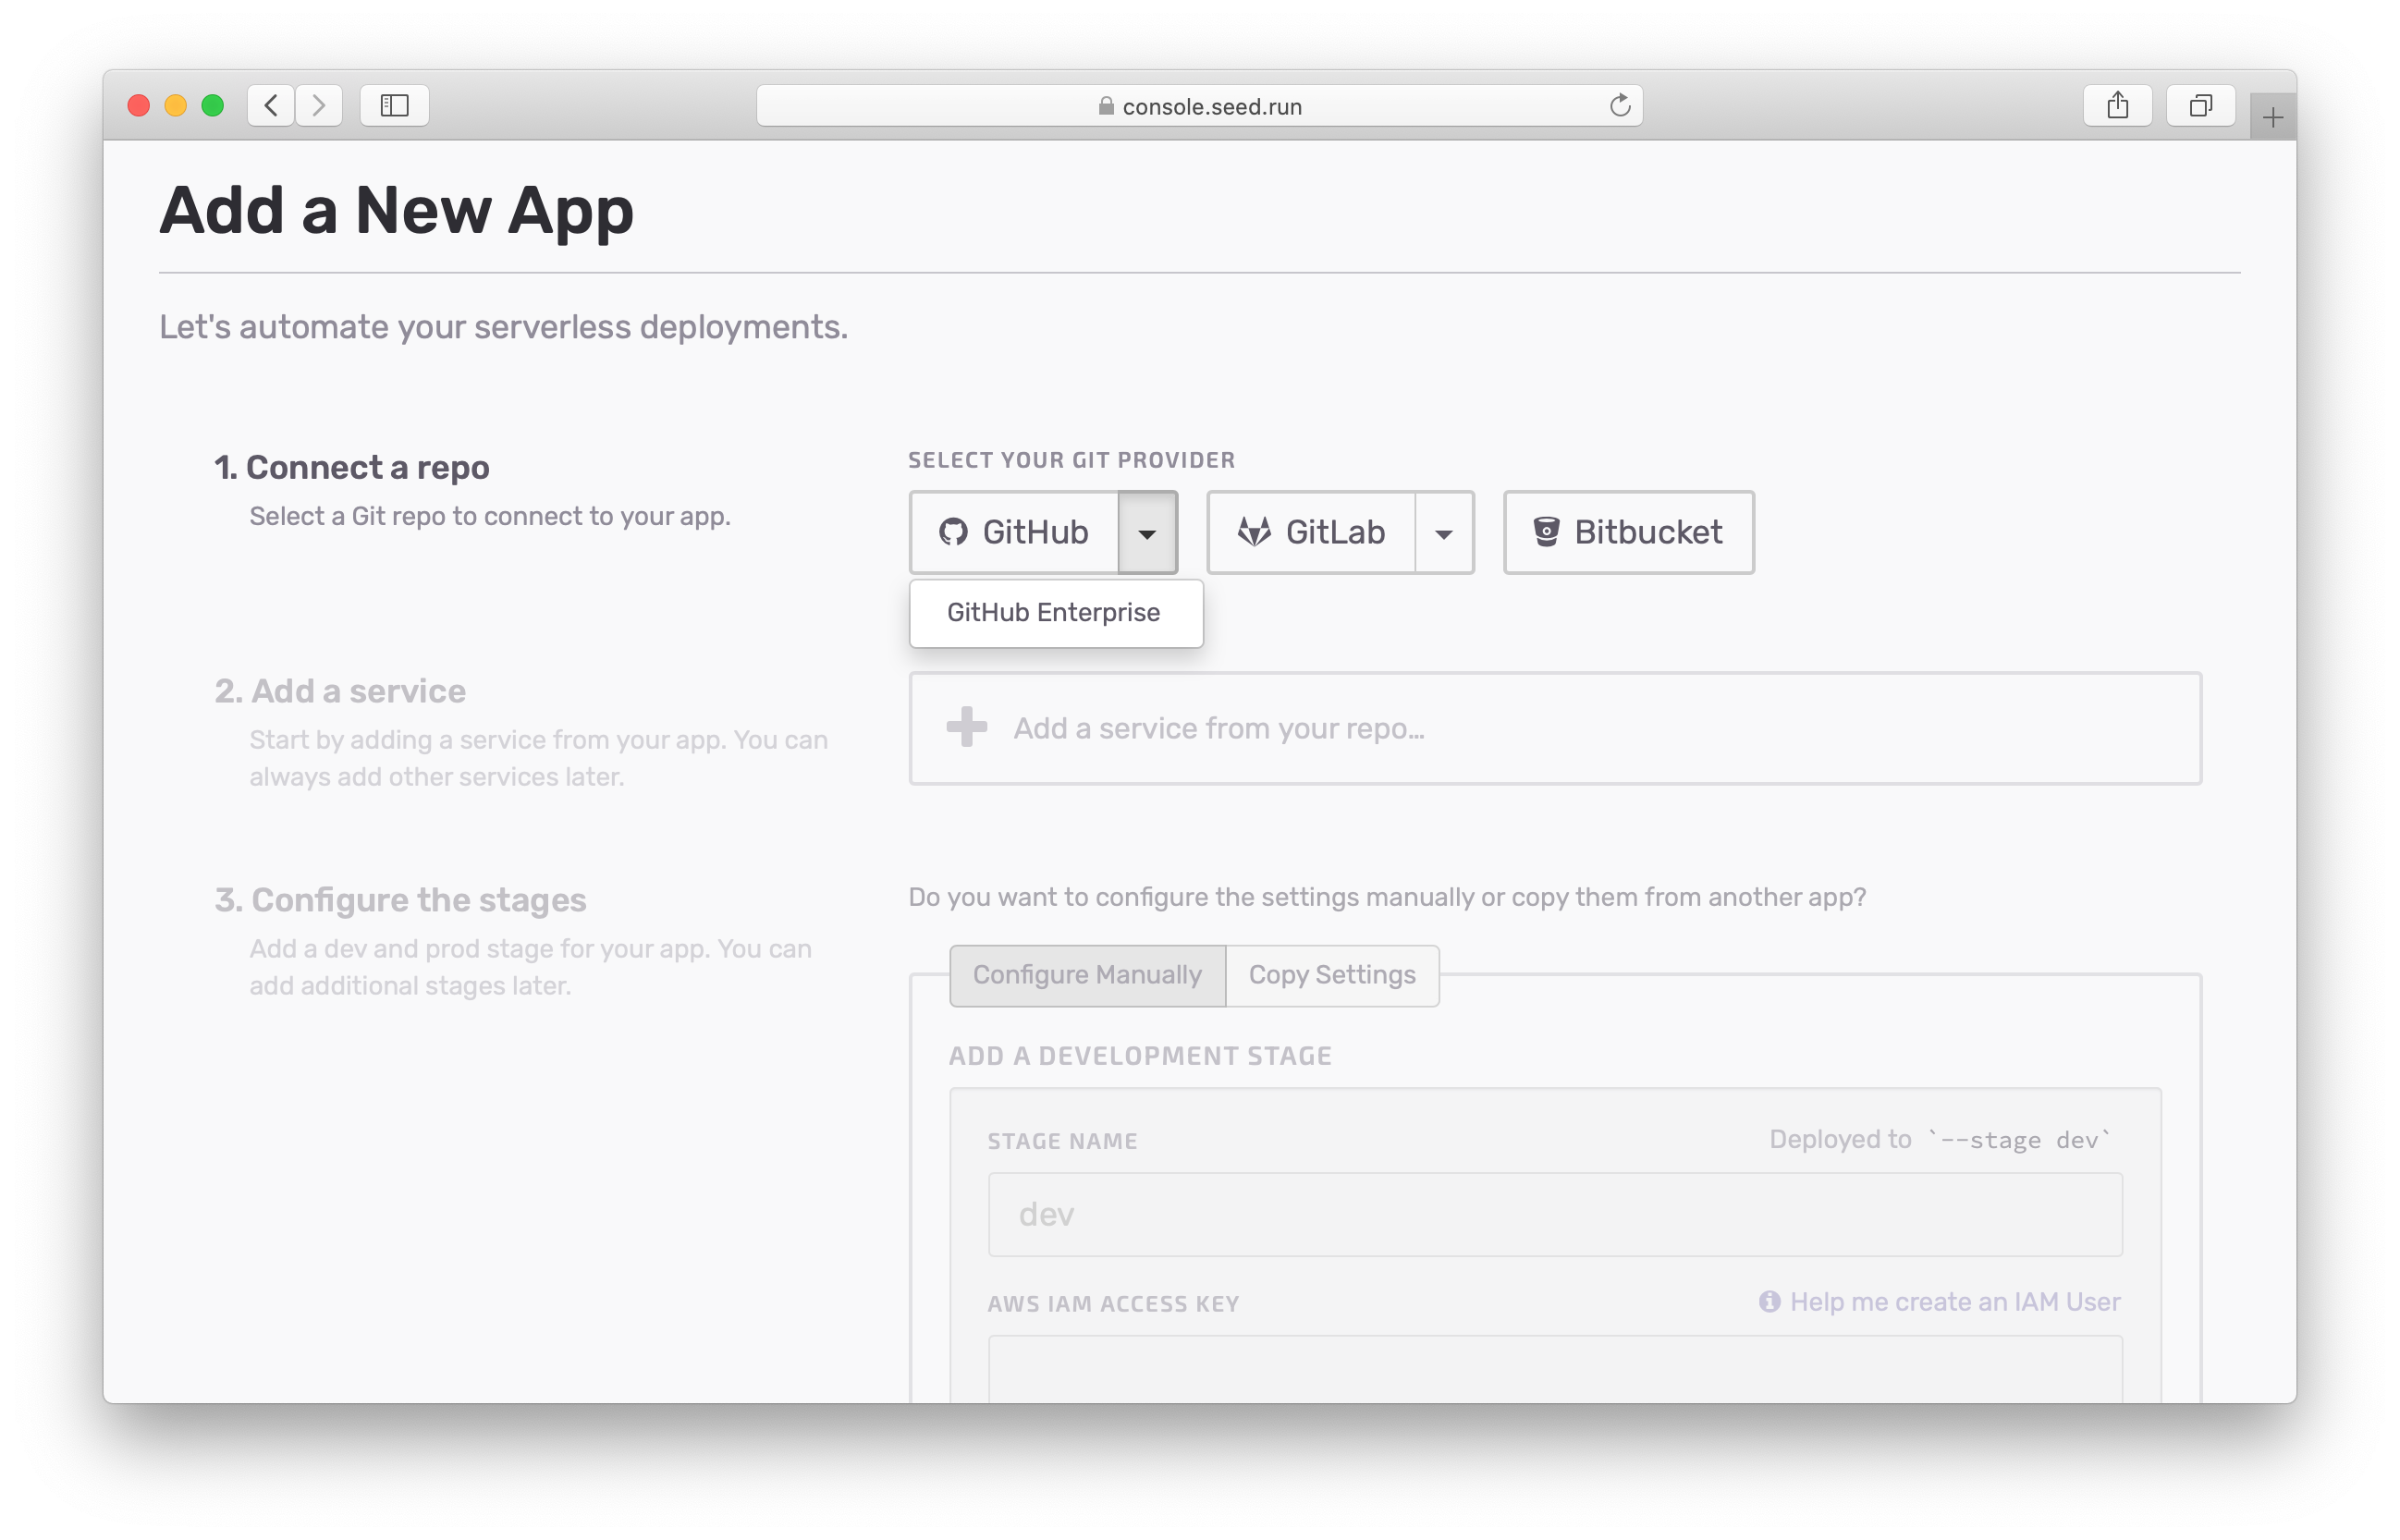 console.seed.run
Add a New App
Let's automate your serverless deployments.
1. Connect a repo
Select a Git repo to connect to your app.
SELECT YOUR GIT PROVIDER
GitHub
GitLab
Bitbucket
GitHub Enterprise
2. Add a service
Start by adding a service from your app. You can
always add other services later.
Add a service from your repo...
3. Configure the stages
Add a dev and prod stage for your app. You can
add additional stages later.
Do you want to configure the settings manually or copy them from another app?
Configure Manually
Copy Settings
ADD A DEVELOPMENT STAGE
STAGE NAME
Deployed to `--stage dev`
dev
AWS IAM ACCESS KEY
Help me create an IAM User